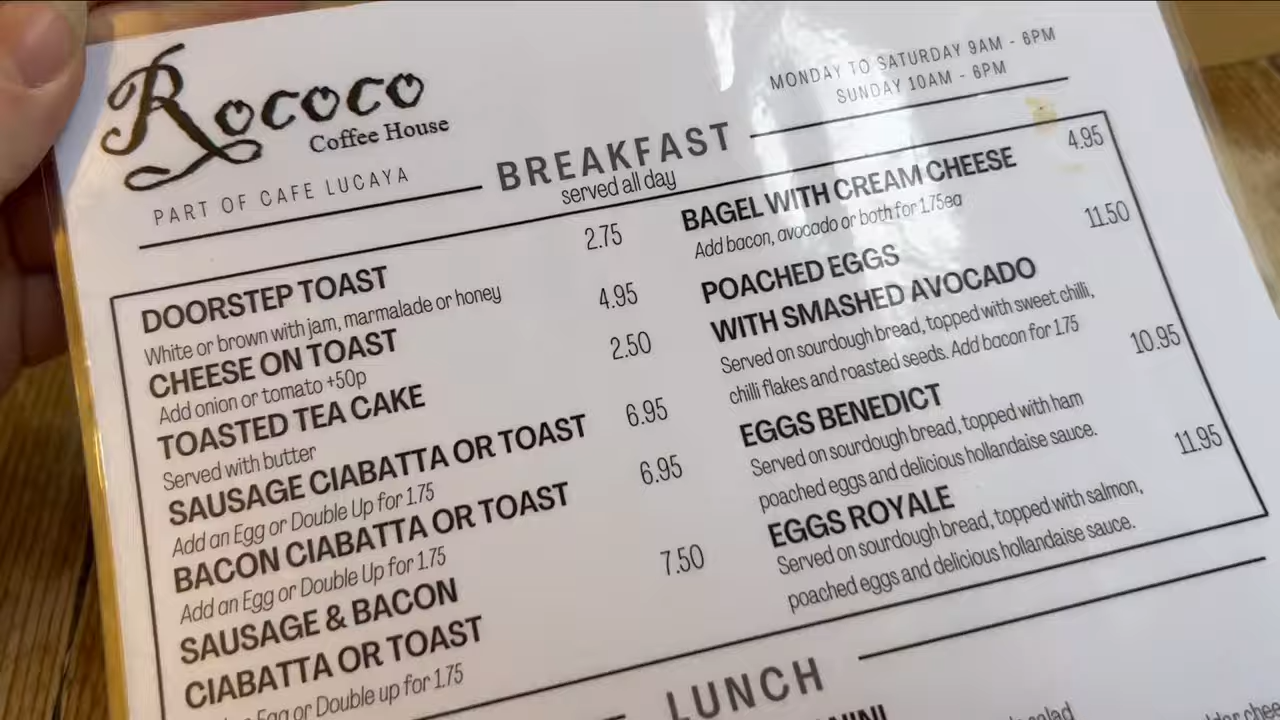 Rococo
Coffee House
PART OF CAFE LUCAYA
MONDAY TO SATURDAY 9AM - 6PM
SUNDAY 10AM - 6PM
BREAKFAST
served all day
DOORSTEP TOAST 2.75
White or brown with jam, marmalade or honey
CHEESE ON TOAST 4.95
Add onion or tomato +50p
TOASTED TEA CAKE 2.50
Served with butter
SAUSAGE CIABATTA OR TOAST 6.95
Add an Egg or Double Up for 1.75
BACON CIABATTA OR TOAST 6.95
Add an Egg or Double Up for 1.75
SAUSAGE & BACON 7.50
CIABATTA OR TOAST
Egg or Double up for 1.75
BAGEL WITH CREAM CHEESE 4.95
Add bacon, avocado or both for 1.75ea
POACHED EGGS 11.50
WITH SMASHED AVOCADO
Served on sourdough bread, topped with sweet chilli,
chilli flakes and roasted seeds. Add bacon for 1.75
EGGS BENEDICT 10.95
Served on sourdough bread, topped with ham
poached eggs and delicious hollandaise sauce.
EGGS ROYALE 11.95
Served on sourdough bread, topped with salmon,
poached eggs and delicious hollandaise sauce.
LUNCH